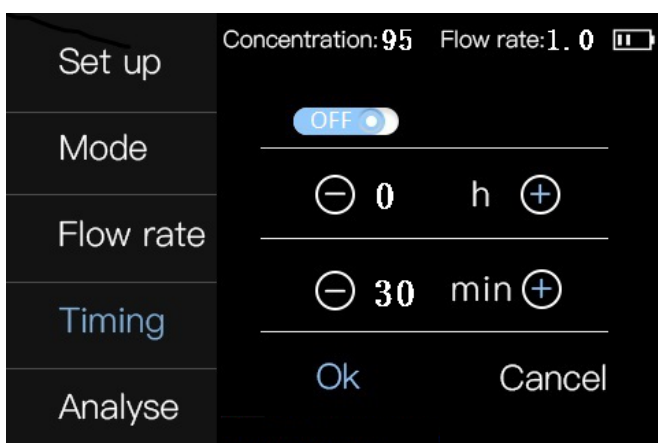 Concentration:95 Flow rate:1.0
Set up
Mode
Flow rate
Timing
Analyse
OFF
0 h
30 min
Ok Cancel